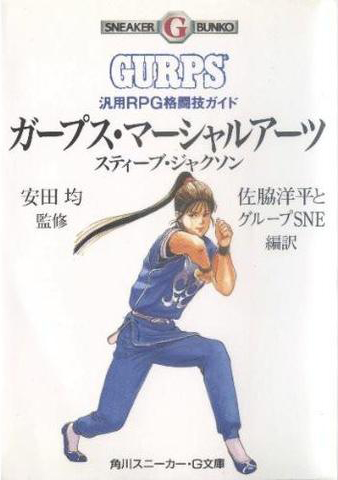 SNEAKER G BUNKO
GURPS
汎用RPG格闘技ガイド
ガープス・マーシャルアーツ
スティーブ・ジャクソン
安田 均
監修
佐脇洋平と
グループSNE
編訳
角川スニーカー・G文庫